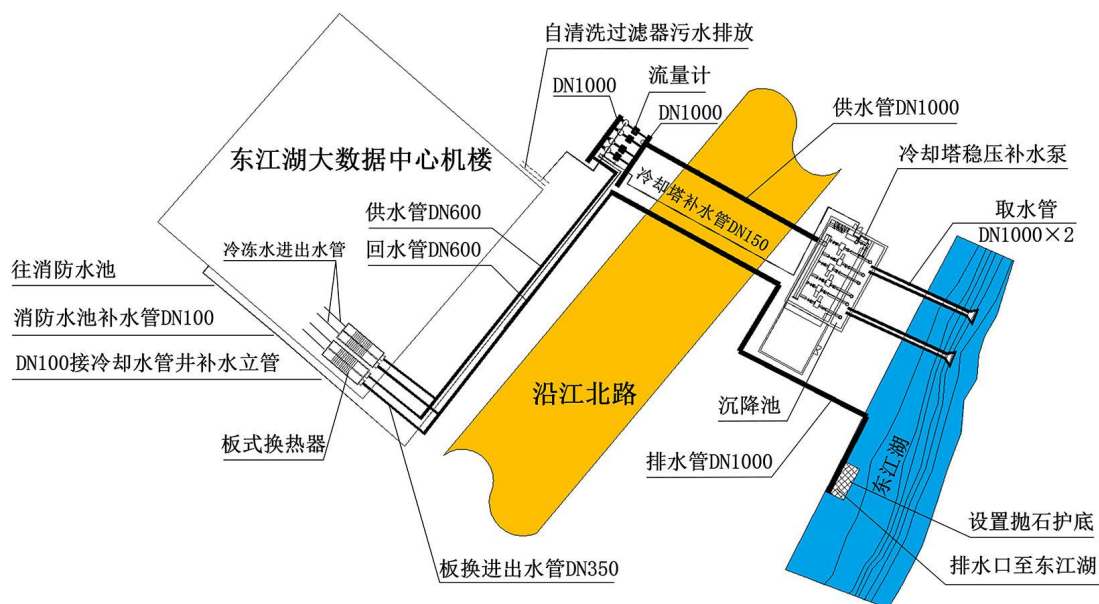 自清洗过滤器污水排放
流量计
DN1000
DN1000
供水管DN1000
冷却塔稳压补水泵
东江湖大数据中心机楼
冷却塔补水管DN150
取水管
DN1000×2
供水管DN600
回水管DN600
冷冻水进出水管
往消防水池
消防水池补水管DN100
DN100接冷却水管井补水立管
沿江北路
沉降池
板式换热器
排水管DN1000
东江湖
设置抛石护底
板换进出水管DN350
排水口至东江湖